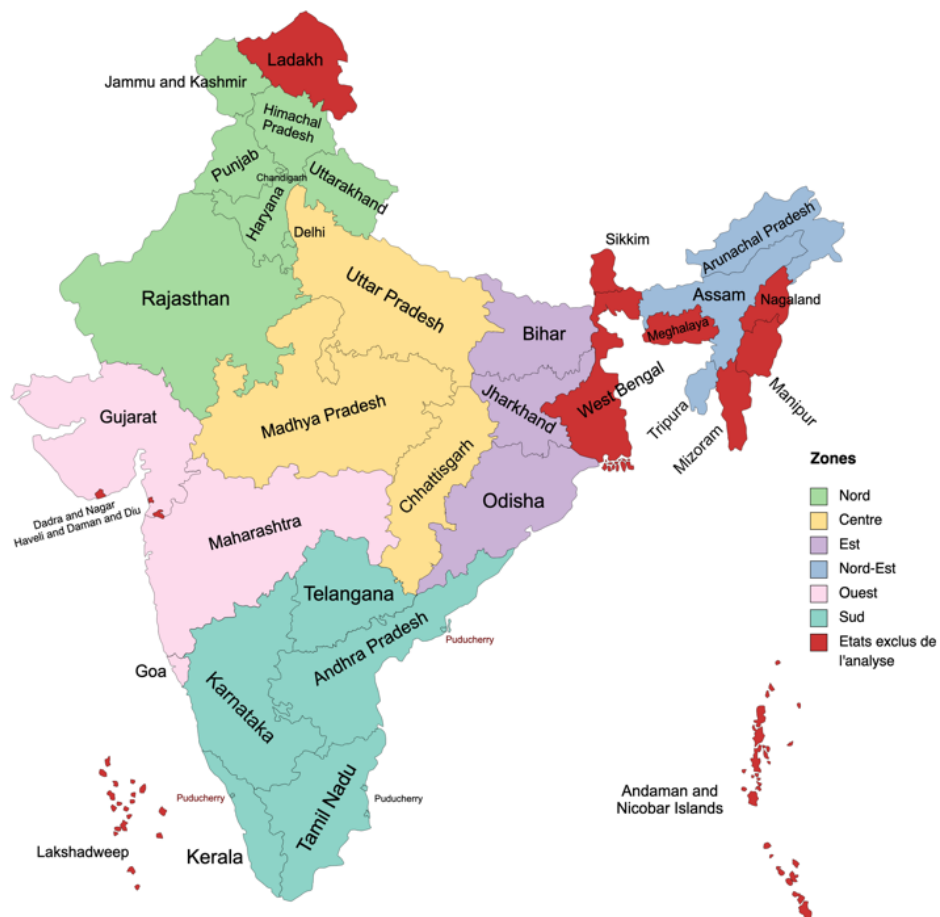 Ladakh
Jammu and Kashmir
Himachal
Pradesh
Punjab
Chandigarh
Uttarakhand
Haryana
Delhi
Rajasthan
Uttar Pradesh
Sikkim
Arunachal Pradesh
Assam
Nagaland
Meghalaya
Bihar
West Bengal
Manipur
Tripura
Mizoram
Jharkhand
Gujarat
Madhya Pradesh
Chhattisgarh
Odisha
Dadra and Nagar
Haveli and Daman and Diu
Maharashtra
Telangana
Andhra Pradesh
Puducherry
Goa
Karnataka
Puducherry
Tamil Nadu
Puducherry
Kerala
Lakshadweep
Andaman and
Nicobar Islands
Zones
Nord
Centre
Est
Nord-Est
Ouest
Sud
Etats exclus de
l'analyse